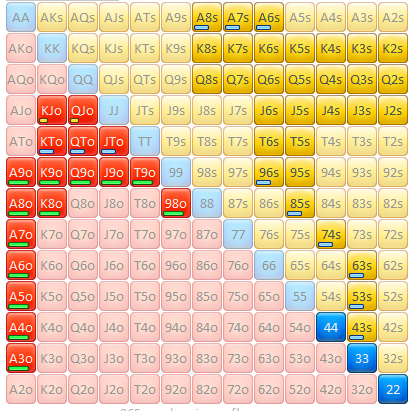 AA AKs AQs AJs ATs A9s A8s A7s A6s A5s A4s A3s A2s
AKo KK KQs KJs KTs K9s K8s K7s K6s K5s K4s K3s K2s
AQo KQo QQ QJs QTs Q9s Q8s Q7s Q6s Q5s Q4s Q3s Q2s
AJo KJo QJo JJ JTs J9s J8s J7s J6s J5s J4s J3s J2s
ATo KTo QTo JTo TT T9s T8s T7s T6s T5s T4s T3s T2s
A9o K9o Q9o J9o T9o 99 98s 97s 96s 95s 94s 93s 92s
A8o K8o Q8o J8o T8o 98o 88 87s 86s 85s 84s 83s 82s
A7o K7o Q7o J7o T7o 97o 87o 77 76s 75s 74s 73s 72s
A6o K6o Q6o J6o T6o 96o 86o 76o 66 65s 64s 63s 62s
A5o K5o Q5o J5o T5o 95o 85o 75o 65o 55 54s 53s 52s
A4o K4o Q4o J4o T4o 94o 84o 74o 64o 54o 44 43s 42s
A3o K3o Q3o J3o T3o 93o 83o 73o 63o 53o 43o 33 32s
A2o K2o Q2o J2o T2o 92o 82o 72o 62o 52o 42o 32o 22